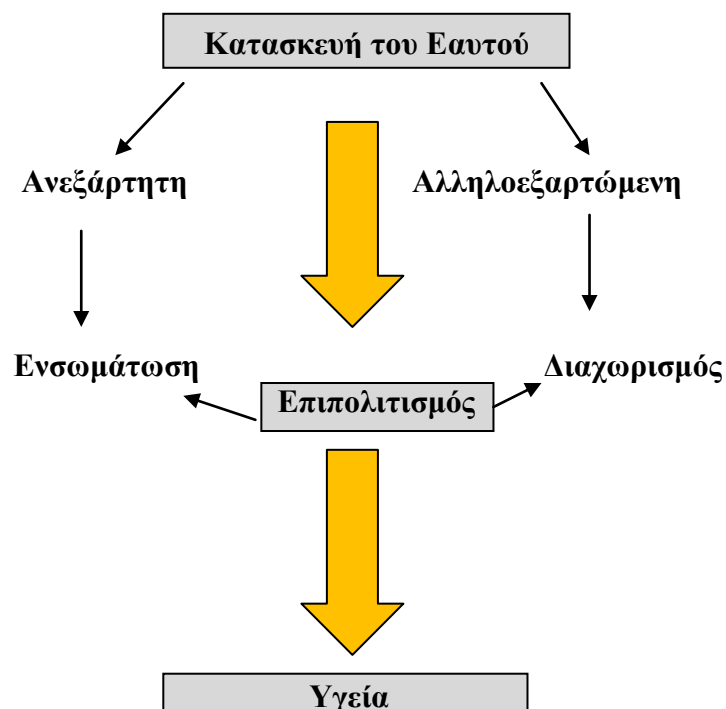 Κατασκευή του Εαυτού
Ανεξάρτητη
Αλληλοεξαρτώμενη
Ενσωμάτωση
Διαχωρισμός
Επιπολιτισμός
Υγεία